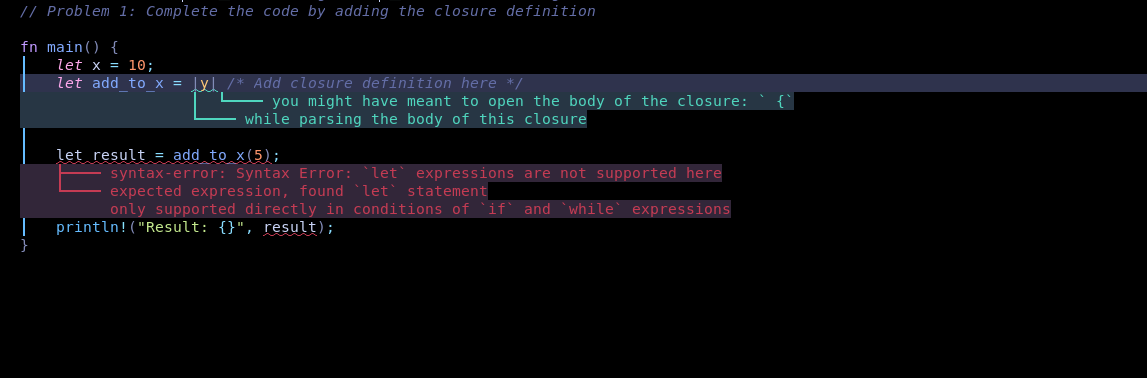 // Problem 1: Complete the code by adding the closure definition
fn main() {
let x = 10;
let add_to_x = |y| /* Add closure definition here */
you might have meant to open the body of the closure: ` {`
while parsing the body of this closure
let result = add_to_x(5);
syntax-error: Syntax Error: `let` expressions are not supported here
expected expression, found `let` statement
only supported directly in conditions of `if` and `while` expressions
println!("Result: {}", result);
}